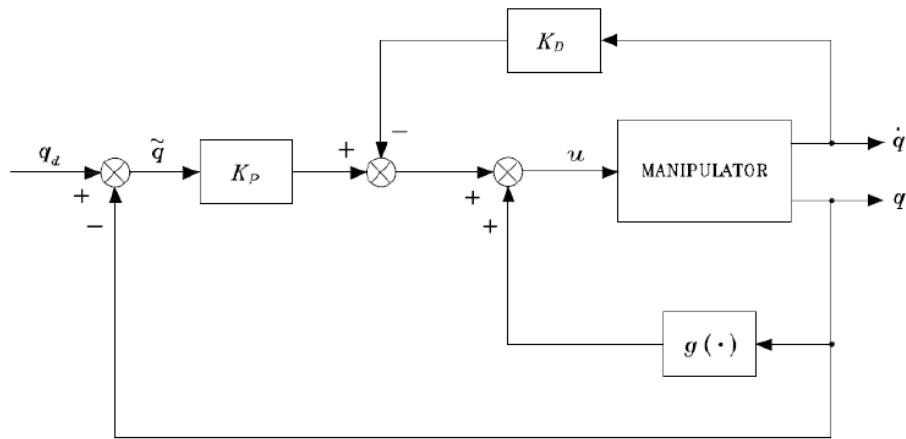 K_D
−
q̇
q_d
q̃
+
+
u
K_P
MANIPULATOR
+
+
−
+
q
g (·)